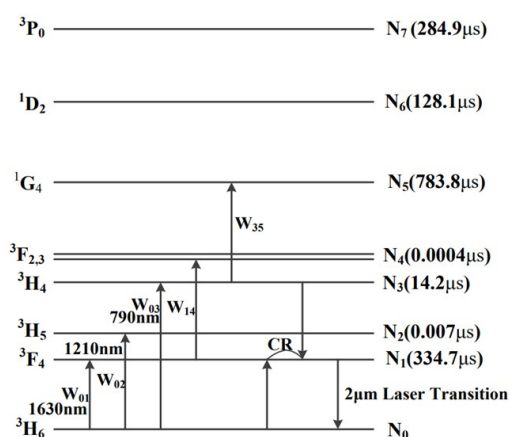 ³P₀ N₇(284.9μs)
¹D₂ N₆(128.1μs)
¹G₄ N₅(783.8μs)
W₃₅
³F₂,₃ N₄(0.0004μs)
³H₄ N₃(14.2μs)
W₀₃ W₁₄
790nm
³H₅ N₂(0.007μs)
1210nm CR
³F₄ N₁(334.7μs)
W₀₁ W₀₂ 2μm Laser Transition
1630nm
³H₆ N₀